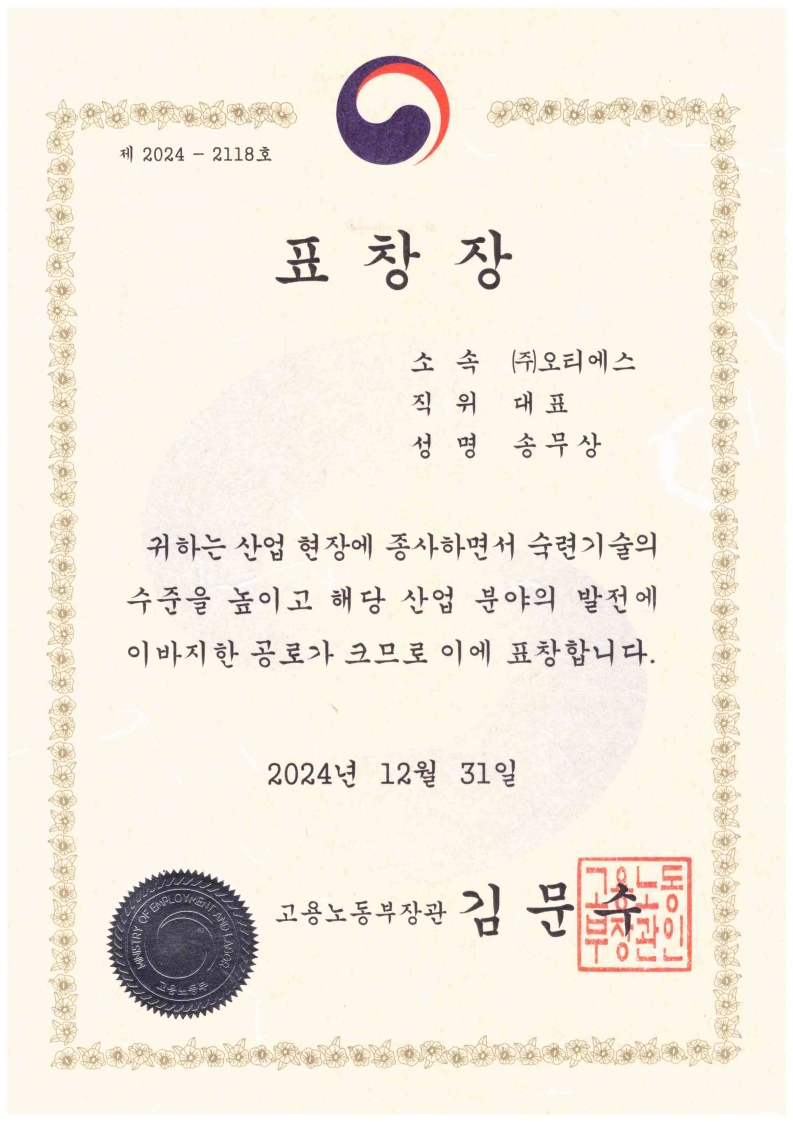 제 2024 - 2118호
표 창 장
소 속 ㈜오티에스
직 위 대 표
성 명 송무상
귀하는 산업 현장에 종사하면서 숙련기술의
수준을 높이고 해당 산업 분야의 발전에
이바지한 공로가 크므로 이에 표창합니다.
2024년 12월 31일
고용노동부장관 김 문 수
고용노동
부장관인
MINISTRY OF EMPLOYMENT AND LABOR
고용노동부